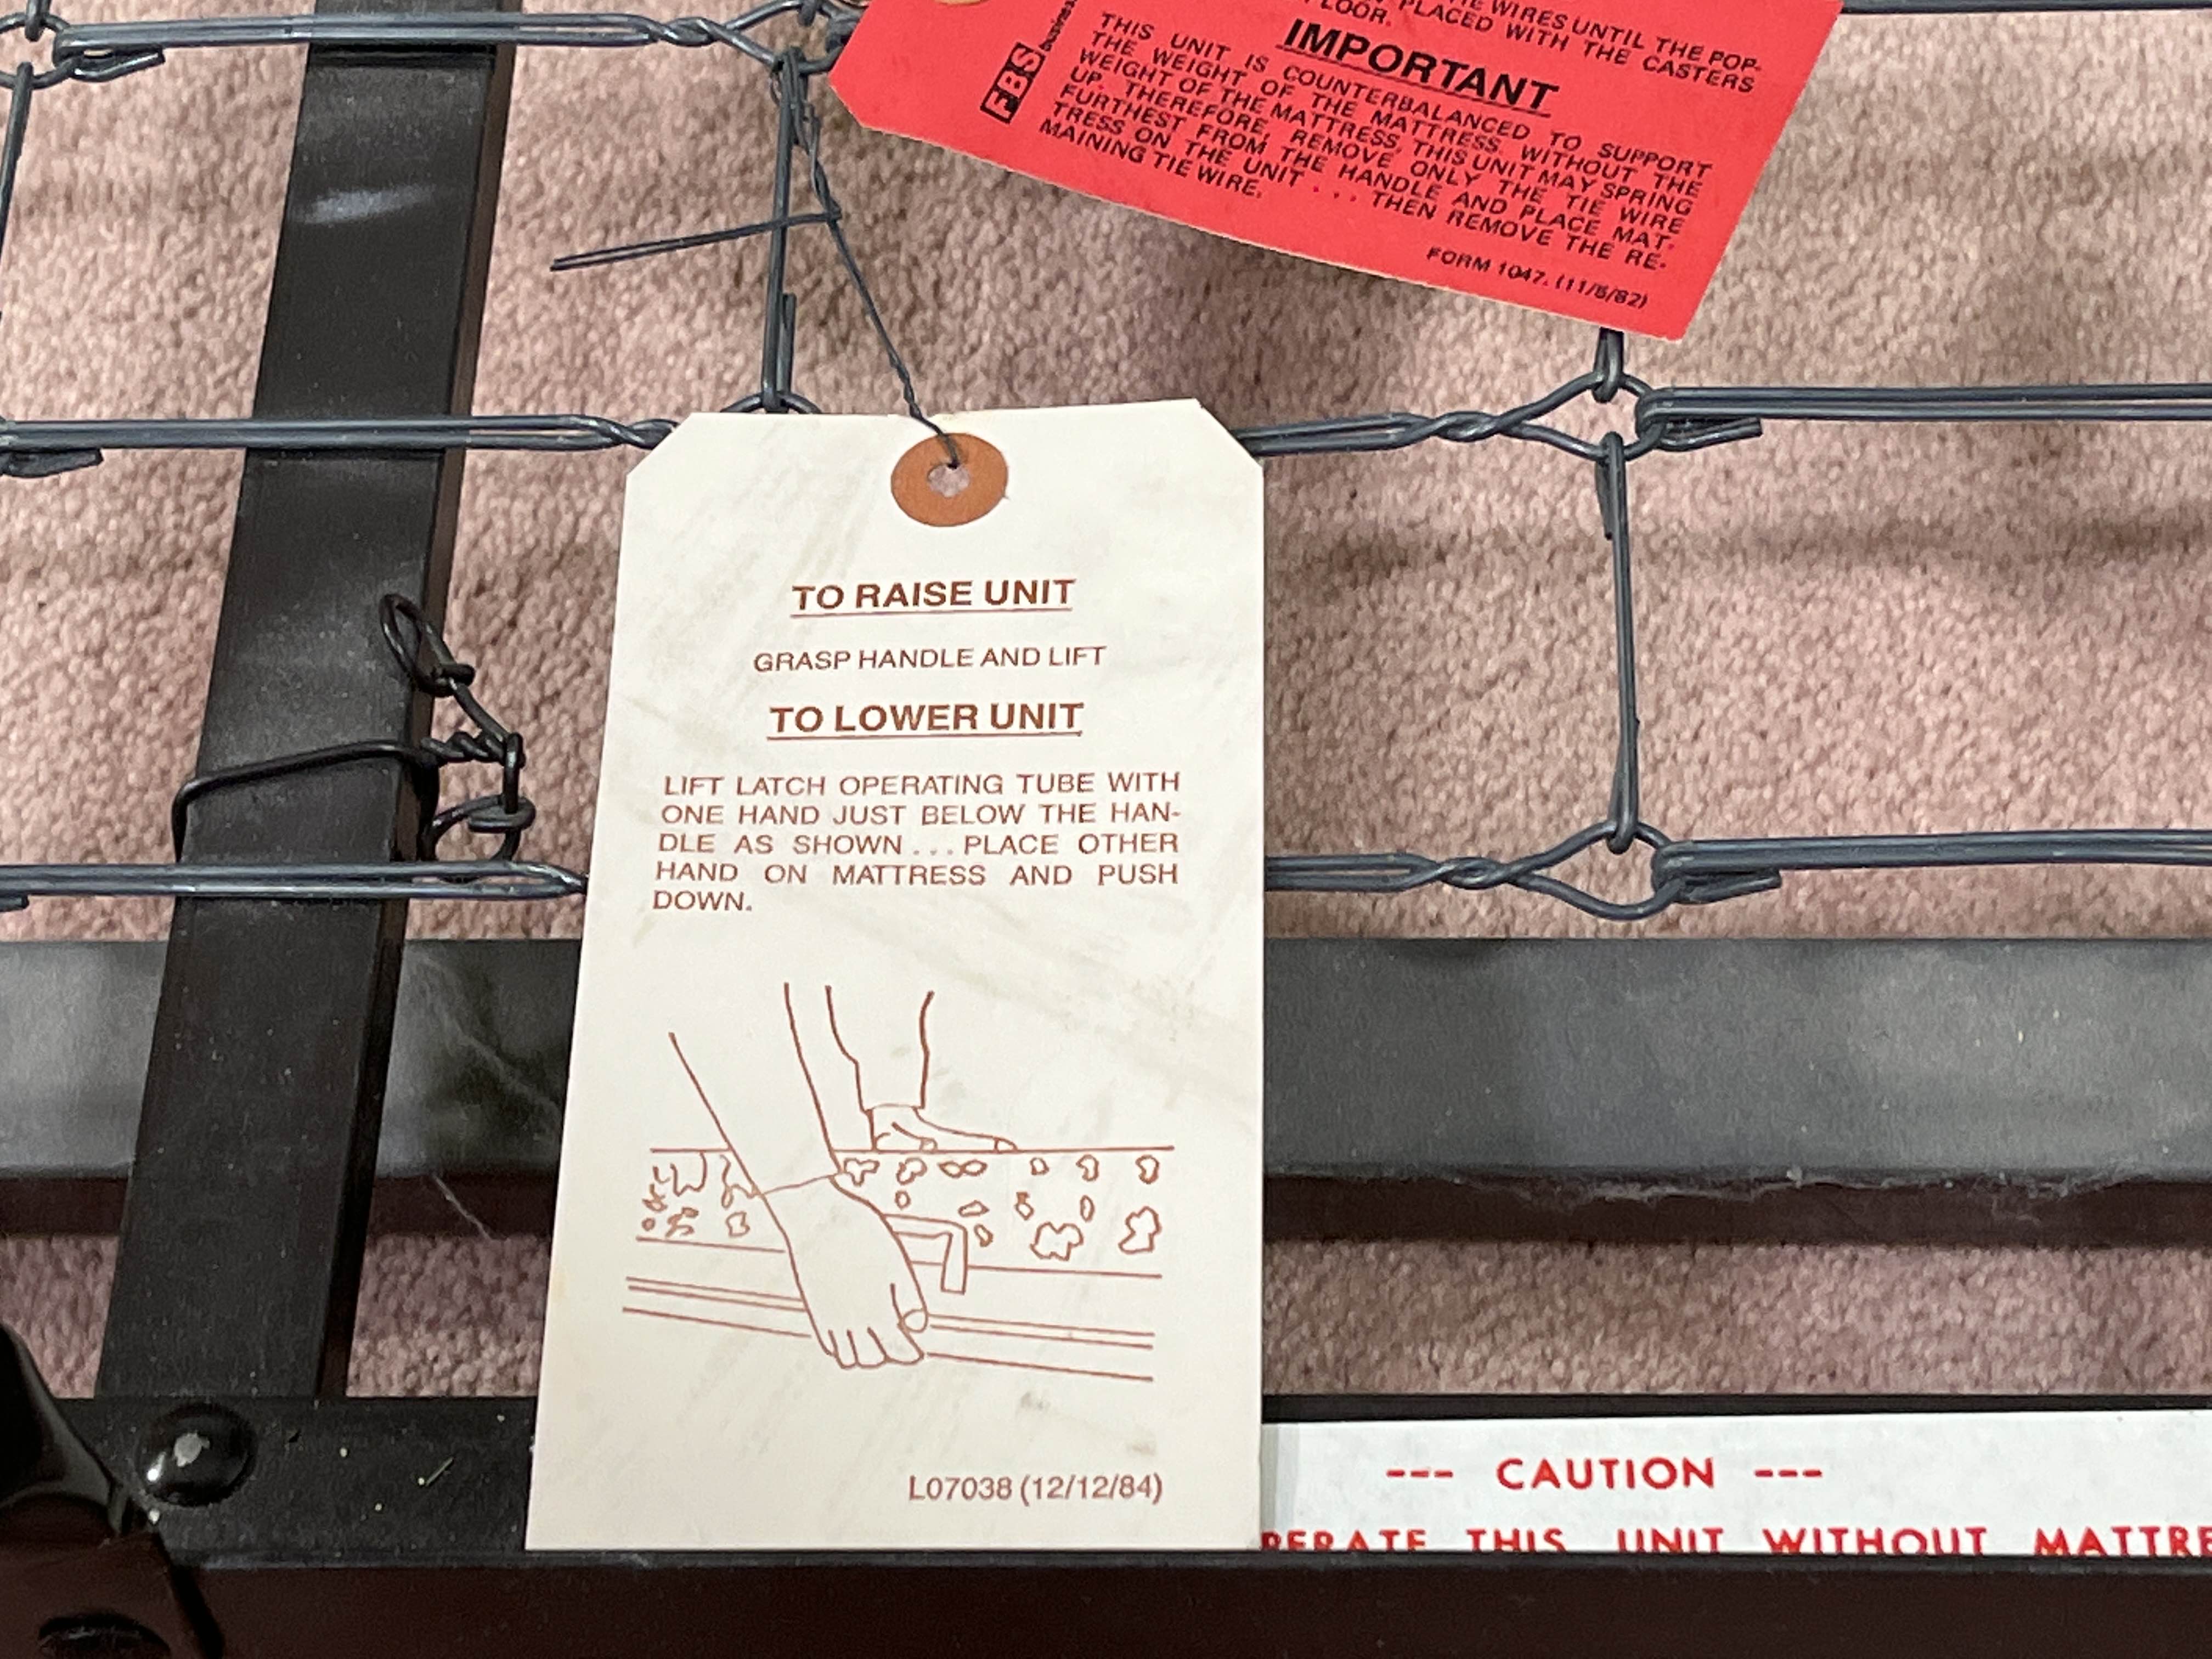 WIRES UNTIL THE POP-
PLACED WITH THE CASTERS
FLOOR.
IMPORTANT
THIS UNIT IS COUNTERBALANCED TO SUPPORT
THE WEIGHT OF THE MATTRESS. WITHOUT THE
WEIGHT OF THE MATTRESS, THIS UNIT MAY SPRING
UP. THEREFORE, REMOVE ONLY THE TIE WIRE
FURTHEST FROM THE HANDLE AND PLACE MAT-
TRESS ON THE UNIT . . . THEN REMOVE THE RE-
MAINING TIE WIRE.
FBS
FORM 1047. (11/5/82)
TO RAISE UNIT
GRASP HANDLE AND LIFT
TO LOWER UNIT
LIFT LATCH OPERATING TUBE WITH
ONE HAND JUST BELOW THE HAN-
DLE AS SHOWN . . . PLACE OTHER
HAND ON MATTRESS AND PUSH
DOWN.
L07038 (12/12/84)
--- CAUTION ---
PERATE THIS UNIT WITHOUT MATTRE